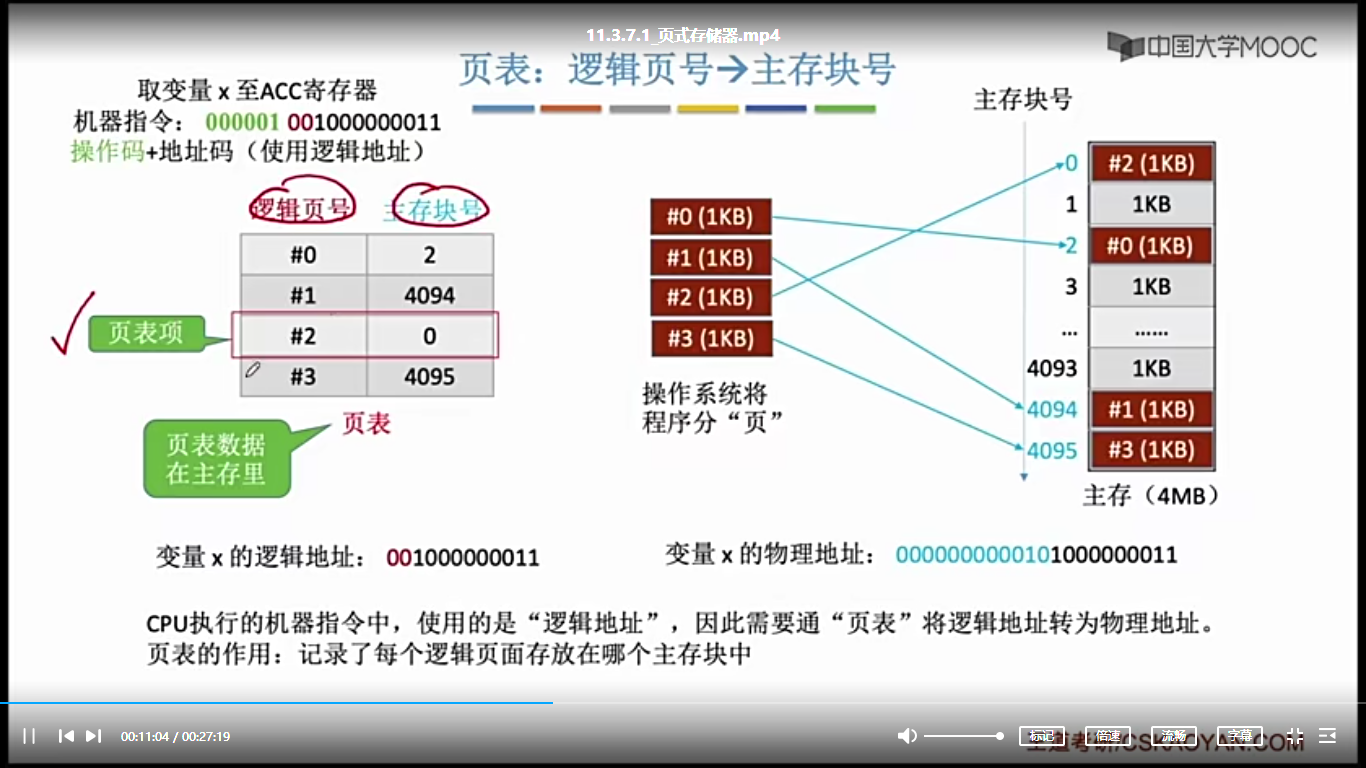 11.3.7.1_页式存储器.mp4
中国大学MOOC
页表：逻辑页号→主存块号
取变量 x 至ACC寄存器
机器指令： 000001 001000000011
操作码+地址码（使用逻辑地址）
逻辑页号 主存块号
#0 2
#1 4094
#2 0
#3 4095
页表项
页表
页表数据
在主存里
#0 (1KB)
#1 (1KB)
#2 (1KB)
#3 (1KB)
操作系统将
程序分“页”
主存块号
0 #2 (1KB)
1 1KB
2 #0 (1KB)
3 1KB
... ......
4093 1KB
4094 #1 (1KB)
4095 #3 (1KB)
主存（4MB）
变量 x 的逻辑地址： 001000000011
变量 x 的物理地址： 0000000000101000000011
CPU执行的机器指令中，使用的是“逻辑地址”，因此需要通“页表”将逻辑地址转为物理地址。
页表的作用：记录了每个逻辑页面存放在哪个主存块中
00:11:04 / 00:27:19
标记 倍速 流畅 字幕
王道考研/CSKAOYAN.COM